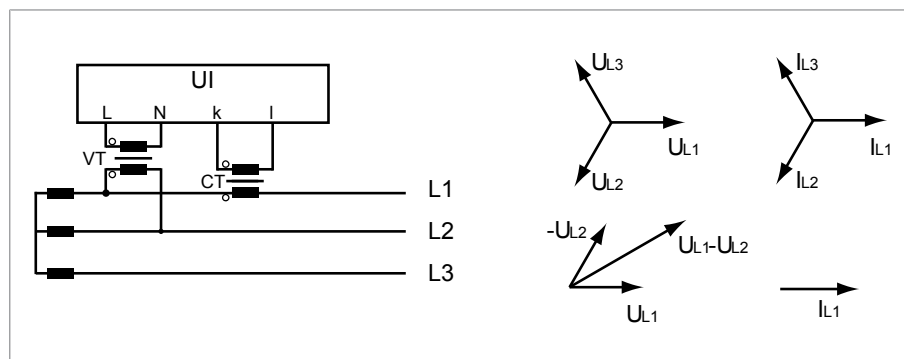 UI
L N k l
VT
CT
L1
L2
L3
UL3
UL1
UL2
IL3
IL1
IL2
-UL2
UL1-UL2
UL1
IL1